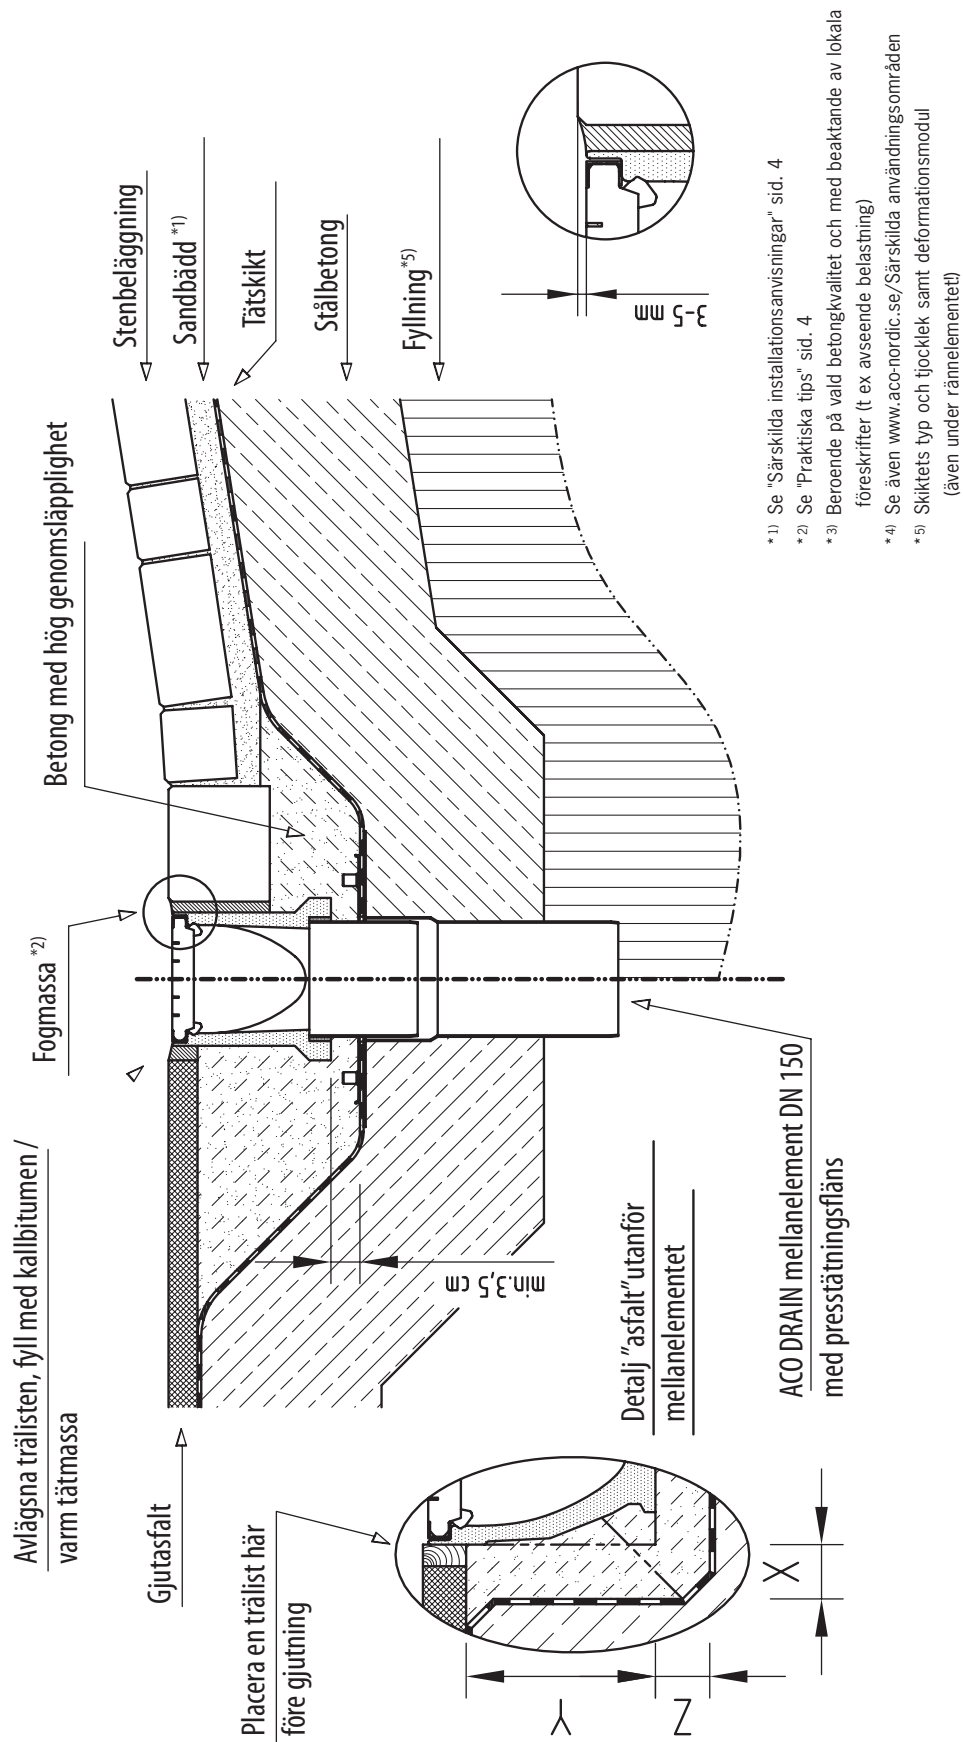 Avlägsna trälisten, fyll med kallbitumen /
varm tätmassa
Gjutasfalt
Placera en trälist här
före gjutning
Fogmassa *2)
Betong med hög genomsläpplighet
Stenbeläggning
Sandbädd *1)
Tätskikt
Stålbetong
Fyllning*5)
min.3,5 cm
3-5 mm
Detalj "asfalt"utanför
mellanelementet
Y
Z
X
ACO DRAIN mellanelement DN 150
med presstätningsfläns
*1) Se "Särskilda installationsanvisningar" sid. 4
*2) Se "Praktiska tips" sid. 4
*3) Beroende på vald betongkvalitet och med beaktande av lokala
föreskrifter (t ex avseende belastning)
*4) Se även www.aco-nordic.se/Särskilda användningsområden
*5) Skiktets typ och tjocklek samt deformationsmodul
(även under rännelementet!)